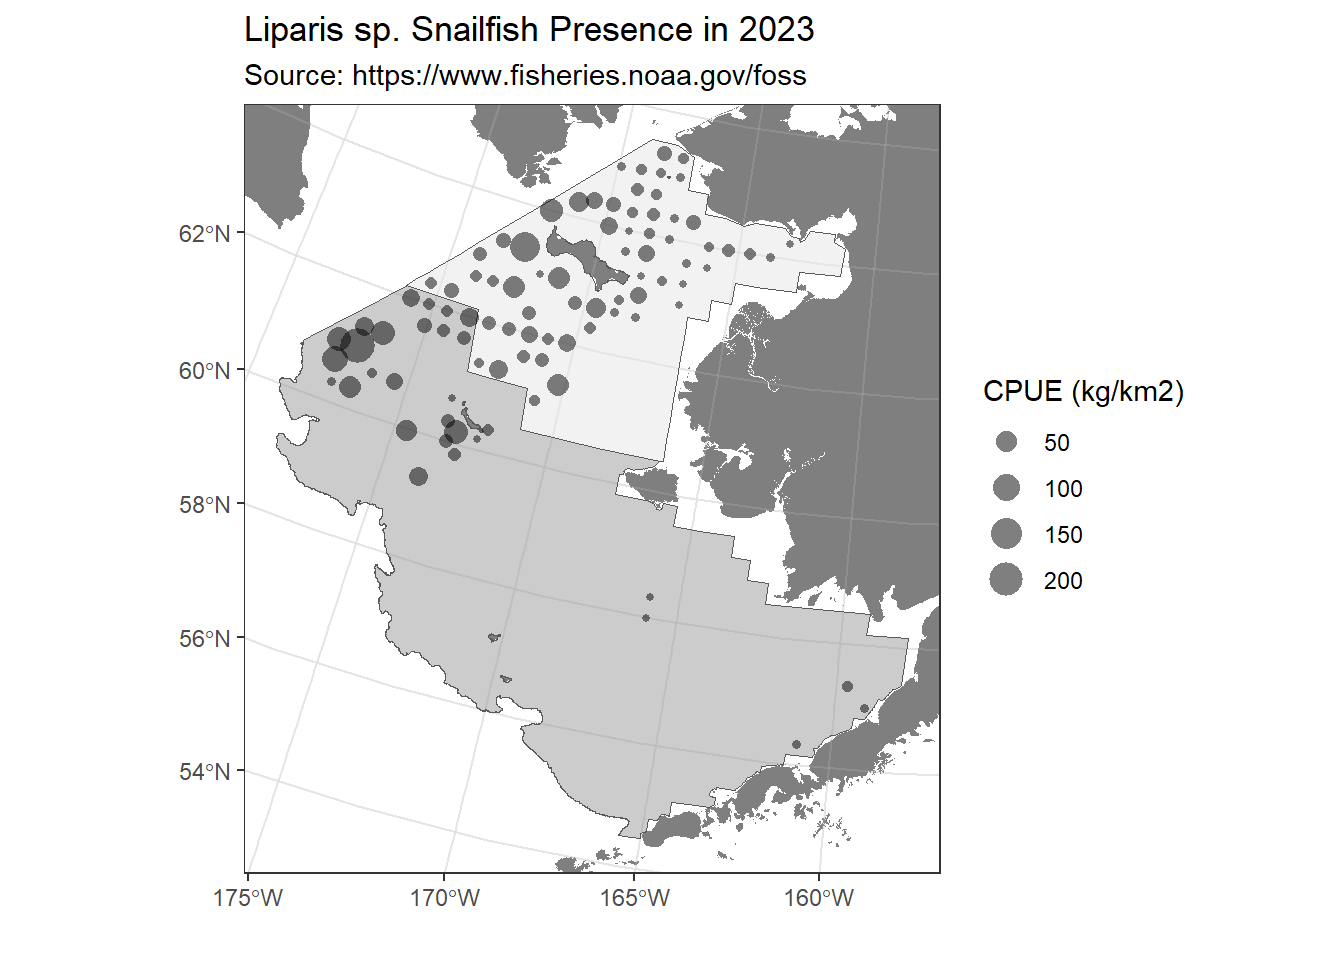 Liparis sp. Snailfish Presence in 2023
Source: https://www.fisheries.noaa.gov/foss
62°N
60°N
58°N
56°N
54°N
175°W
170°W
165°W
160°W
CPUE (kg/km2)
50
100
150
200